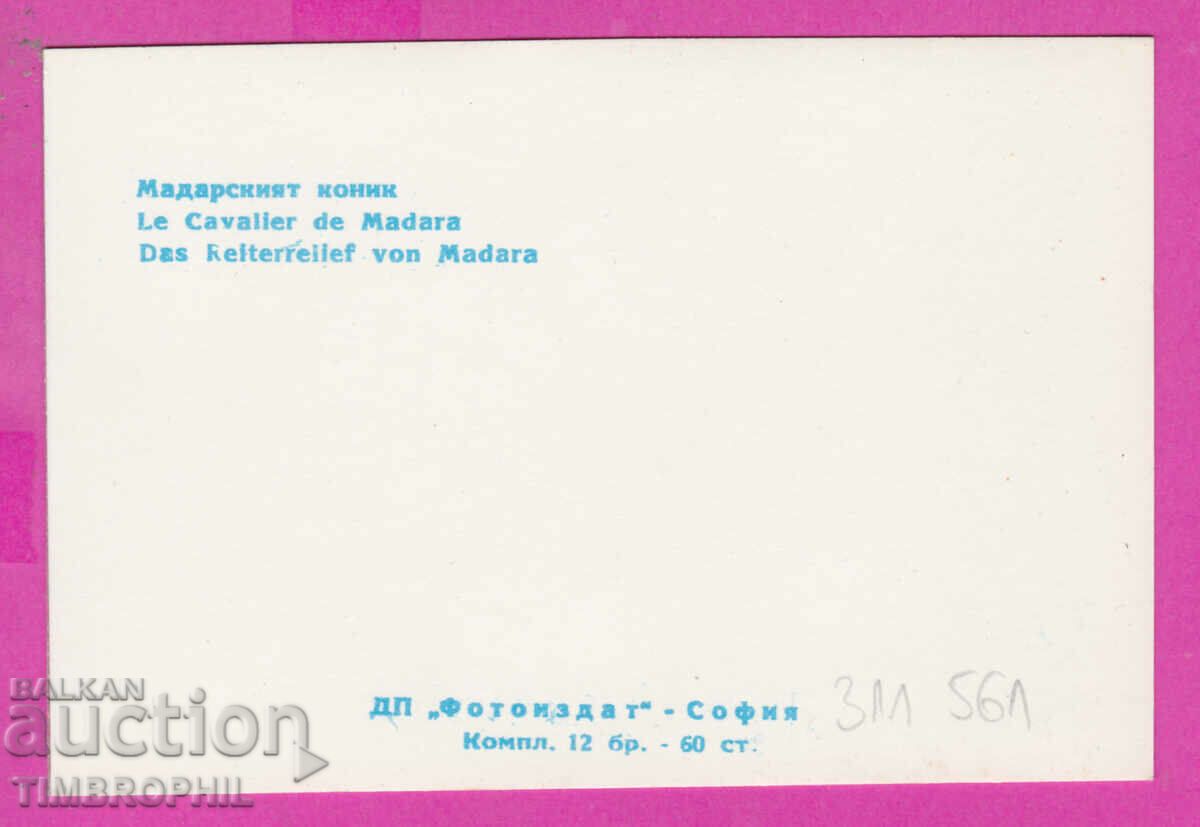 Мадарският коник
Le Cavalier de Madara
Das Reiterrelief von Madara
ДП „Фотоиздат“ - София
Компл. 12 бр. - 60 ст.
311 561
BALKAN
auction
TIMBROPHIL